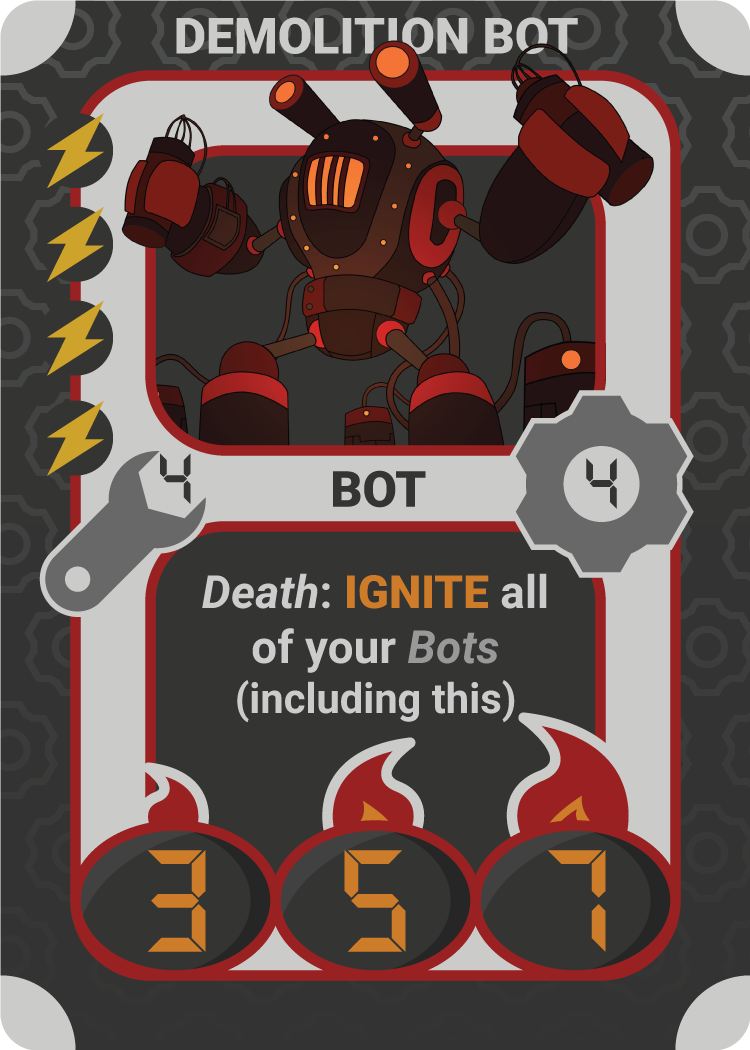 DEMOLITION BOT
4
BOT
4
Death: IGNITE all
of your Bots
(including this)
3
5
7